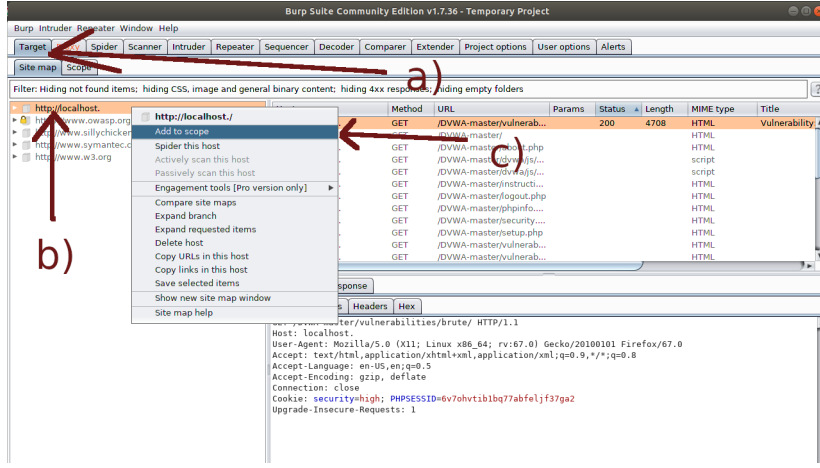 Burp Suite Community Edition v1.7.36 - Temporary Project
Burp Intruder Repeater Window Help
Target Spider Scanner Intruder Repeater Sequencer Decoder Comparer Extender Project options User options Alerts
Site map Scope
a)
Filter: Hiding not found items; hiding CSS, image and general binary content; hiding 4xx responses; hiding empty folders
?
http://localhost.
http://www.owasp.org
http://www.sillychicken
http://www.symantec.c
http://www.w3.org
b)
http://localhost./
Add to scope
Spider this host
Actively scan this host
Passively scan this host
Engagement tools [Pro version only]
Compare site maps
Expand branch
Expand requested items
Delete host
Copy URLs in this host
Copy links in this host
Save selected items
Show new site map window
Site map help
c)
Method URL Params Status Length MIME type Title
GET /DVWA-master/vulnerab... 200 4708 HTML Vulnerability
/DVWA-master/ HTML
GET /DVWA-master/about.php HTML
GET /DVWA-master/dvwa/js/... script
GET /DVWA-master/dvwa/js/... script
GET /DVWA-master/instructi... HTML
GET /DVWA-master/logout.php HTML
GET /DVWA-master/phpinfo.... HTML
GET /DVWA-master/security.... HTML
GET /DVWA-master/setup.php HTML
GET /DVWA-master/vulnerab... HTML
GET /DVWA-master/vulnerab... HTML
sponse
s Headers Hex
GET /DVWA-master/vulnerabilities/brute/ HTTP/1.1
Host: localhost.
User-Agent: Mozilla/5.0 (X11; Linux x86_64; rv:67.0) Gecko/20100101 Firefox/67.0
Accept: text/html,application/xhtml+xml,application/xml;q=0.9,*/*;q=0.8
Accept-Language: en-US,en;q=0.5
Accept-Encoding: gzip, deflate
Connection: close
Cookie: security=high; PHPSESSID=6v7ohvtib1bq77abfeljf37ga2
Upgrade-Insecure-Requests: 1